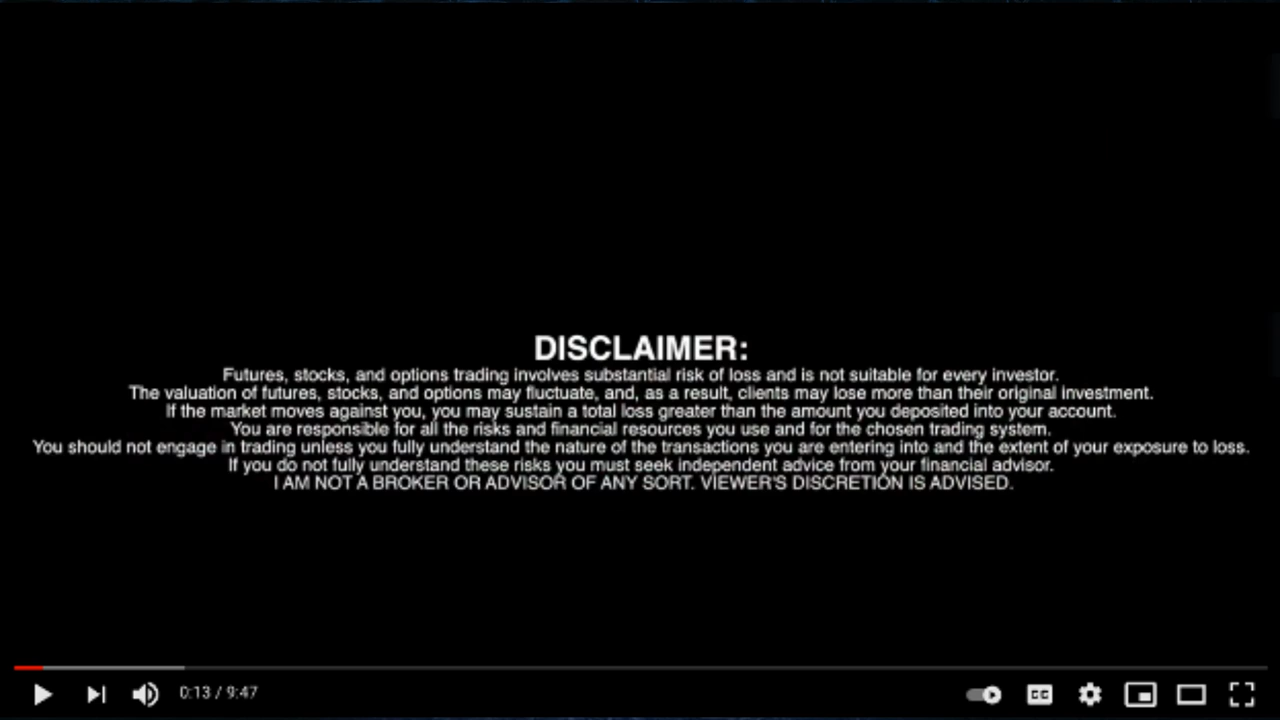 DISCLAIMER:
Futures, stocks, and options trading involves substantial risk of loss and is not suitable for every investor.
The valuation of futures, stocks, and options may fluctuate, and, as a result, clients may lose more than their original investment.
If the market moves against you, you may sustain a total loss greater than the amount you deposited into your account.
You are responsible for all the risks and financial resources you use and for the chosen trading system.
You should not engage in trading unless you fully understand the nature of the transactions you are entering into and the extent of your exposure to loss.
If you do not fully understand these risks you must seek independent advice from your financial advisor.
I AM NOT A BROKER OR ADVISOR OF ANY SORT. VIEWER'S DISCRETION IS ADVISED.
0:13 / 9:47
CC